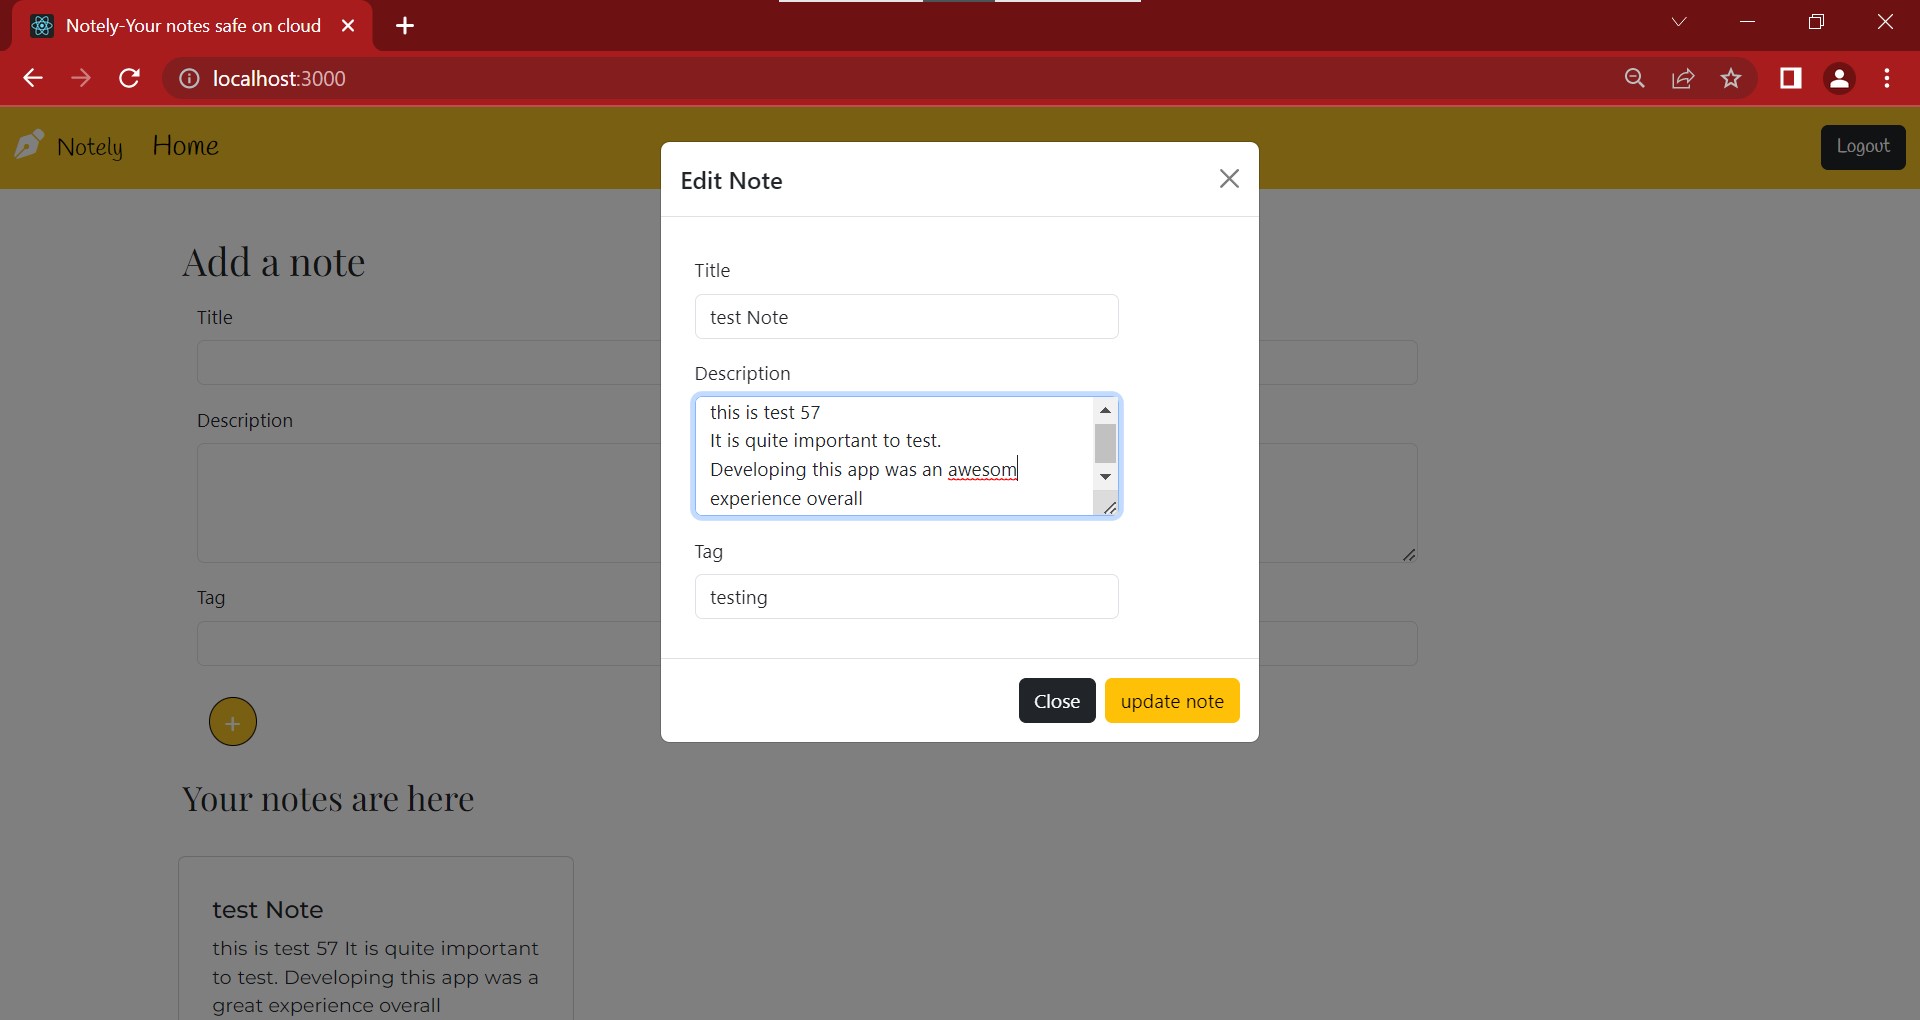 Notely-Your notes safe on cloud
localhost:3000
Notely Home Logout
Add a note
Title
Description
Tag
+
Your notes are here
test Note
this is test 57 It is quite important
to test. Developing this app was a
great experience overall
Edit Note
Title
test Note
Description
this is test 57
It is quite important to test.
Developing this app was an awesom
experience overall
Tag
testing
Close update note